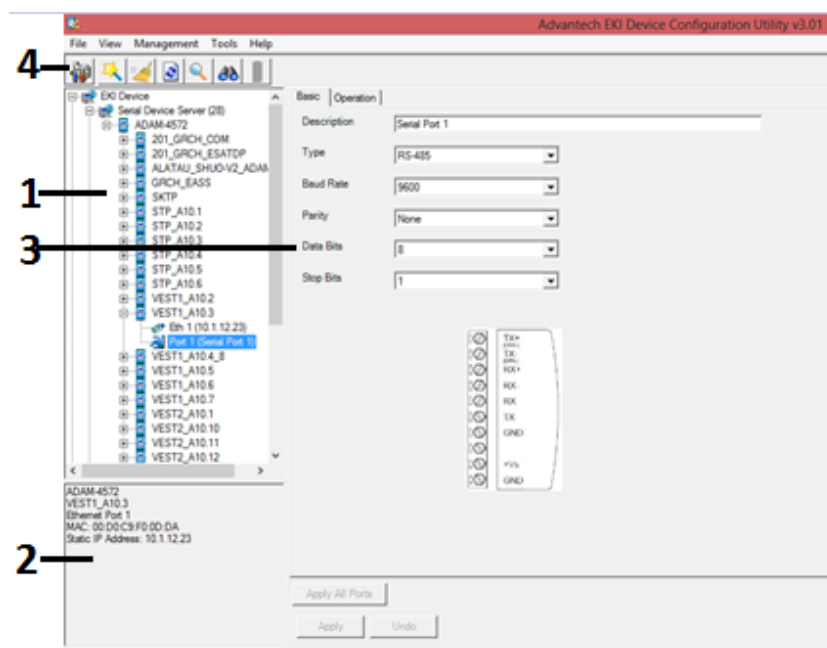 Advantech EKI Device Configuration Utility v3.01
File View Management Tools Help
4
EKI Device
Serial Device Server (28)
ADAM-4572
201_GRCH_COM
201_GRCH_ESATDP
ALATAU_SHUO-V2_ADAM
GRCH_EASS
SKTP
STP_A10.1
STP_A10.2
STP_A10.3
STP_A10.4
STP_A10.5
STP_A10.6
VEST1_A10.2
VEST1_A10.3
Eth 1 (10.1.12.23)
Port 1 (Serial Port 1)
VEST1_A10.4_8
VEST1_A10.5
VEST1_A10.6
VEST1_A10.7
VEST2_A10.1
VEST2_A10.10
VEST2_A10.11
VEST2_A10.12
1
3
ADAM-4572
VEST1_A10.3
Ethernet Port 1
MAC: 00:D0:C9:F0:0D:DA
Static IP Address: 10.1.12.23
2
Basic Operation
Description Serial Port 1
Type RS-485
Baud Rate 9600
Parity None
Data Bits 8
Stop Bits 1
TX+
TX-
RX+
RX-
RX
TX
GND
+Vs
GND
Apply All Ports
Apply Undo